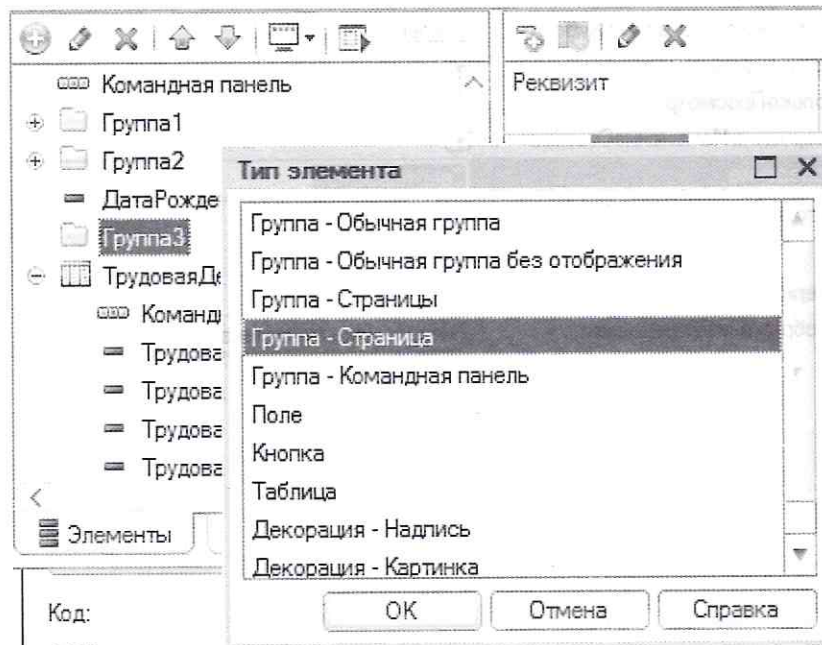 Командная панель
Реквизит
Группа1
Группа2
ДатаРожде
Группа3
ТрудоваяДе
Команд
Трудова
Трудова
Трудова
Трудова
Элементы
Тип элемента
Группа - Обычная группа
Группа - Обычная группа без отображения
Группа - Страницы
Группа - Страница
Группа - Командная панель
Поле
Кнопка
Таблица
Декорация - Надпись
Декорация - Картинка
OK
Отмена
Справка
Код: